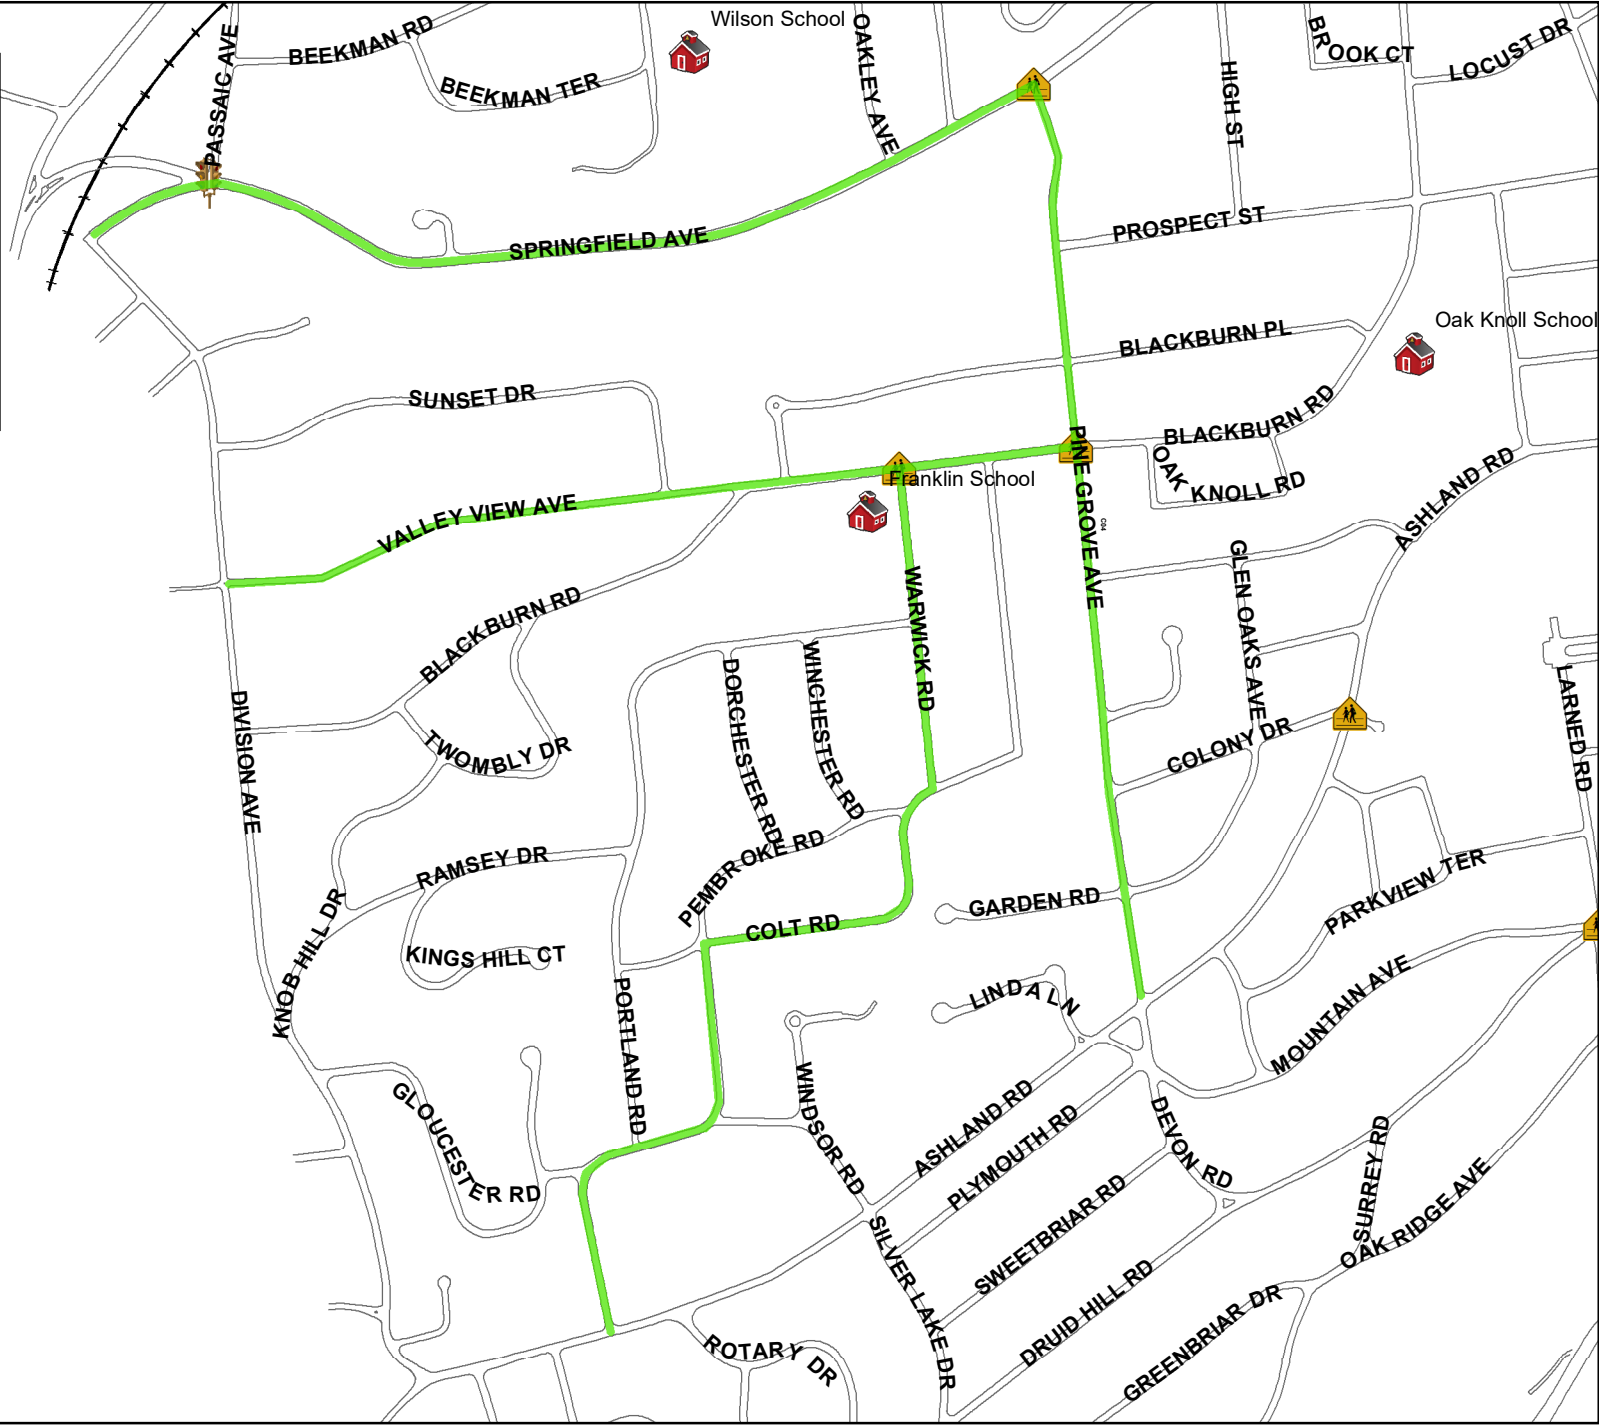 Wilson School
BEEKMAN RD
PASSAIC AVE
OAKLEY AVE
BROOK CT
LOCUST DR
BEEKMAN TER
HIGH ST
PROSPECT ST
SPRINGFIELD AVE
Oak Knoll School
BLACKBURN PL
SUNSET DR
BLACKBURN RD
OAK KNOLL RD
Franklin School
ASHLAND RD
VALLEY VIEW AVE
PINE GROVE AVE
GLEN OAKS AVE
WARWICK RD
BLACKBURN RD
WINCHESTER RD
DORCHESTER RD
LARNED RD
DIVISION AVE
TWOMBLY DR
COLONY DR
PEMBROKE RD
RAMSEY DR
PARKVIEW TER
GARDEN RD
COLT RD
KNOB HILL DR
KINGS HILL CT
MOUNTAIN AVE
LINDA LN
PORTLAND RD
WINDSOR RD
GLOUCESTER RD
ASHLAND RD
PLYMOUTH RD
DEVON RD
SURREY RD
OAK RIDGE AVE
SWEETBRIAR RD
SILVER LAKE DR
DRUID HILL RD
GREENBRIAR DR
ROTARY DR